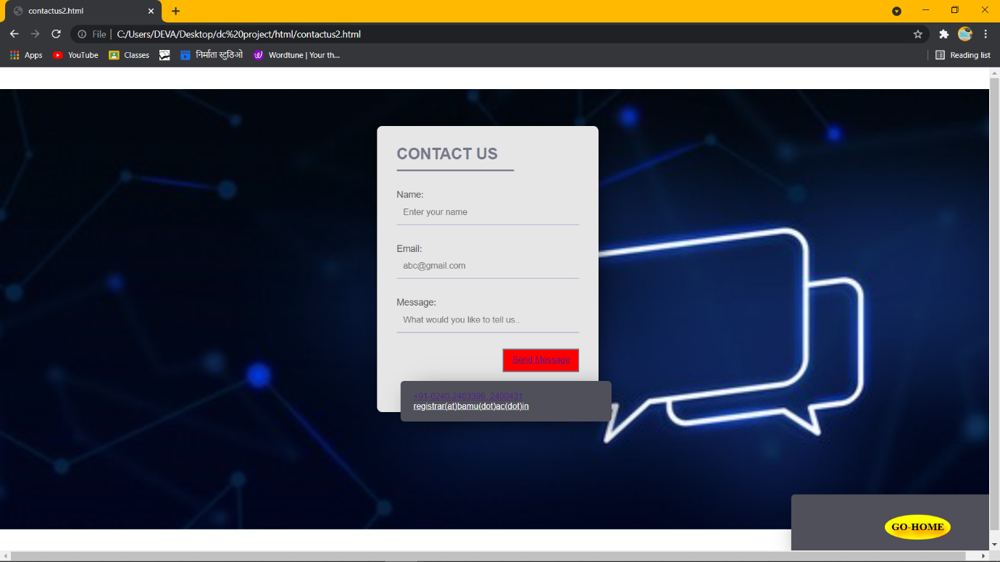 contactus2.html
File | C:/Users/DEVA/Desktop/dc%20project/html/contactus2.html
Apps YouTube Classes निर्माता स्टुडिओ Wordtune | Your th... Reading list
CONTACT US
Name:
Enter your name
Email:
abc@gmail.com
Message:
What would you like to tell us..
Send Message
+91-0240-2403399, 2400431
registrar(at)bamu(dot)ac(dot)in
GO-HOME